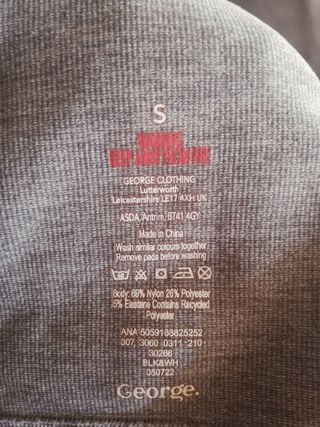 S
WARNING
KEEP AWAY FROM FIRE
GEORGE CLOTHING
Lutterworth
Leicestershire LE17 4XH UK
ASDA, Antrim, BT41 4GY
Made in China
Wash similar colours together
Remove pads before washing
Body: 69% Nylon 26% Polyester
5% Elastane Contains Recycled
Polyester
ANA 5059188825252
307 3060 0311-210
30266
BLK&WH
050722
George.